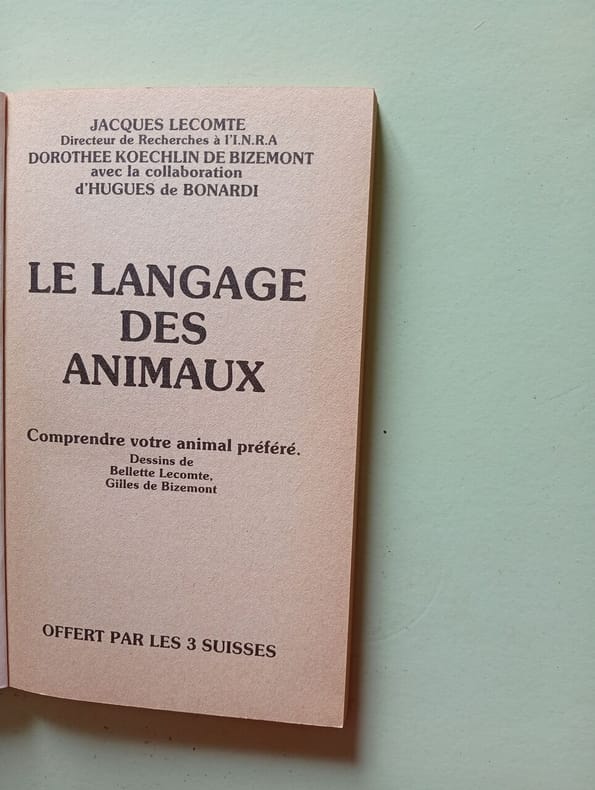 JACQUES LECOMTE
Directeur de Recherches à l'I.N.R.A
DOROTHEE KOECHLIN DE BIZEMONT
avec la collaboration
d'HUGUES de BONARDI
LE LANGAGE
DES
ANIMAUX
Comprendre votre animal préféré.
Dessins de
Bellette Lecomte,
Gilles de Bizemont
OFFERT PAR LES 3 SUISSES